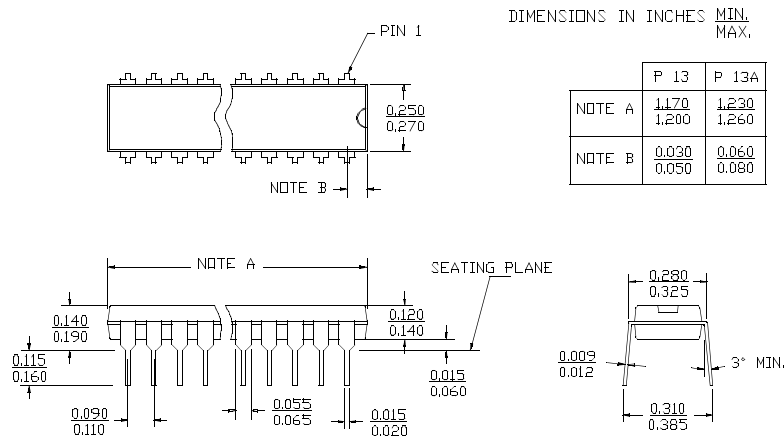 DIMENSIONS IN INCHES MIN.
MAX.
PIN 1
P 13 P 13A
NOTE A 1.170 1.230
1.200 1.260
NOTE B 0.030 0.060
0.050 0.080
0.250
0.270
NOTE B
NOTE A
SEATING PLANE
0.280
0.325
0.140
0.190
0.120
0.140
0.115
0.160
0.015
0.060
0.009
0.012
3° MIN.
0.090
0.110
0.055
0.065
0.015
0.020
0.310
0.385